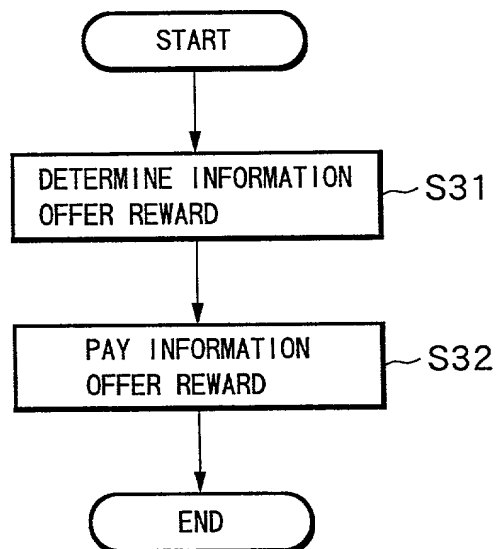 START
DETERMINE INFORMATION
OFFER REWARD
S31
PAY INFORMATION
OFFER REWARD
S32
END